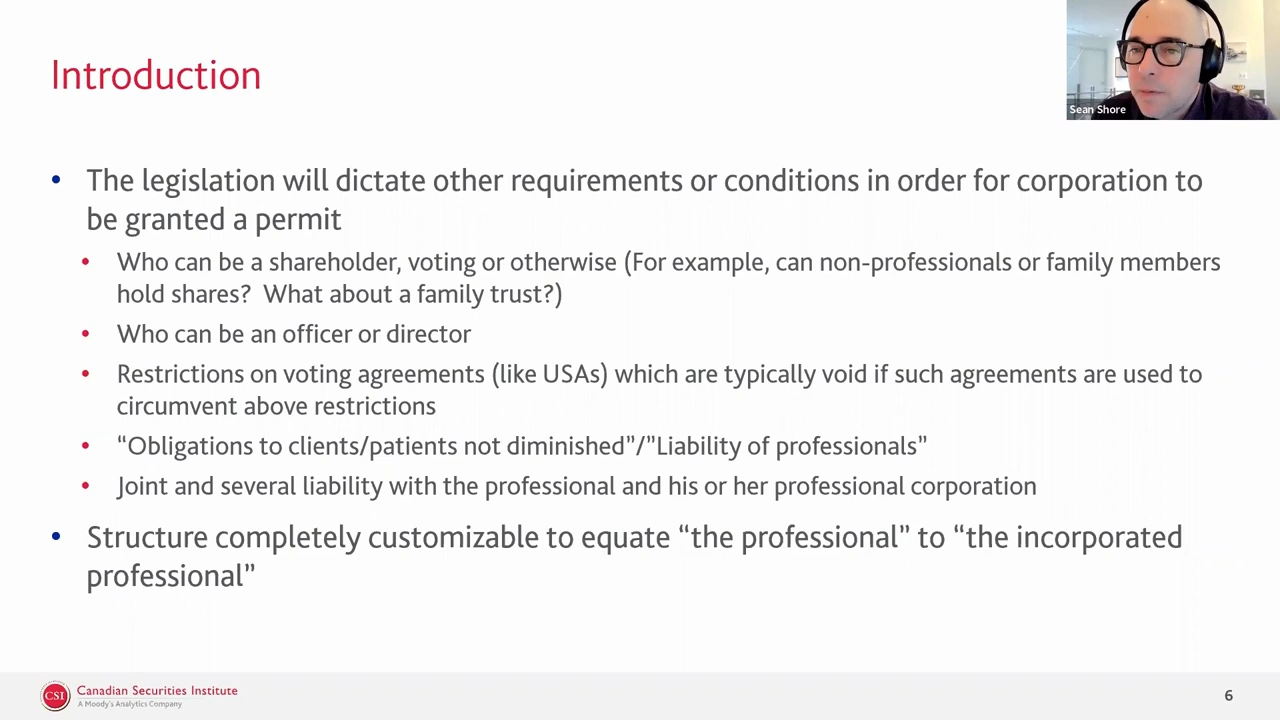 Introduction
Sean Shore
• The legislation will dictate other requirements or conditions in order for corporation to
be granted a permit
• Who can be a shareholder, voting or otherwise (For example, can non-professionals or family members
hold shares?  What about a family trust?)
• Who can be an officer or director
• Restrictions on voting agreements (like USAs) which are typically void if such agreements are used to
circumvent above restrictions
• “Obligations to clients/patients not diminished”/”Liability of professionals”
• Joint and several liability with the professional and his or her professional corporation
• Structure completely customizable to equate “the professional” to “the incorporated
professional”
CSI
Canadian Securities Institute
A Moody's Analytics Company
6